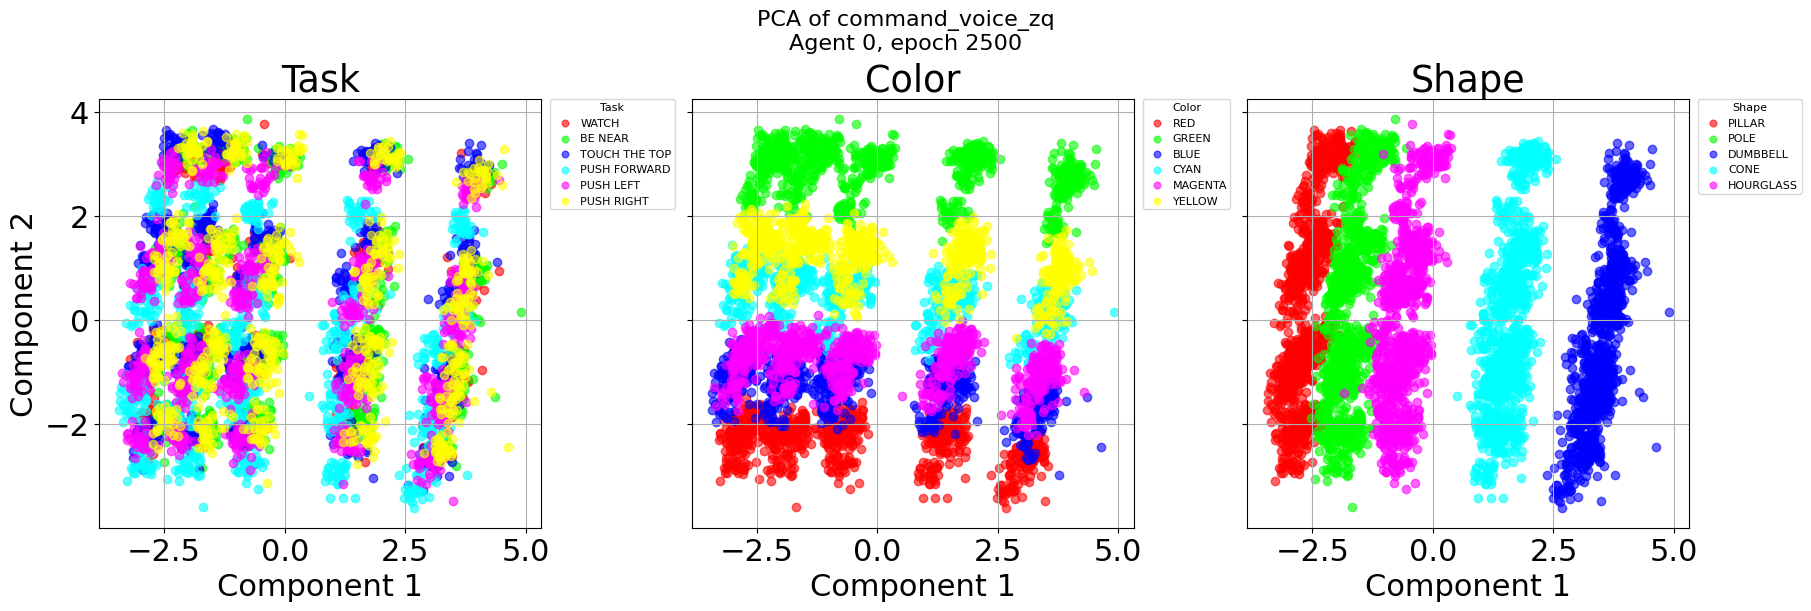 PCA of command_voice_zq
Agent 0, epoch 2500
Task
Color
Shape
Task
WATCH
BE NEAR
TOUCH THE TOP
PUSH FORWARD
PUSH LEFT
PUSH RIGHT
Color
RED
GREEN
BLUE
CYAN
MAGENTA
YELLOW
Shape
PILLAR
POLE
DUMBBELL
CONE
HOURGLASS
Component 2
4
2
0
−2
−2.5 0.0 2.5 5.0
−2.5 0.0 2.5 5.0
−2.5 0.0 2.5 5.0
Component 1
Component 1
Component 1